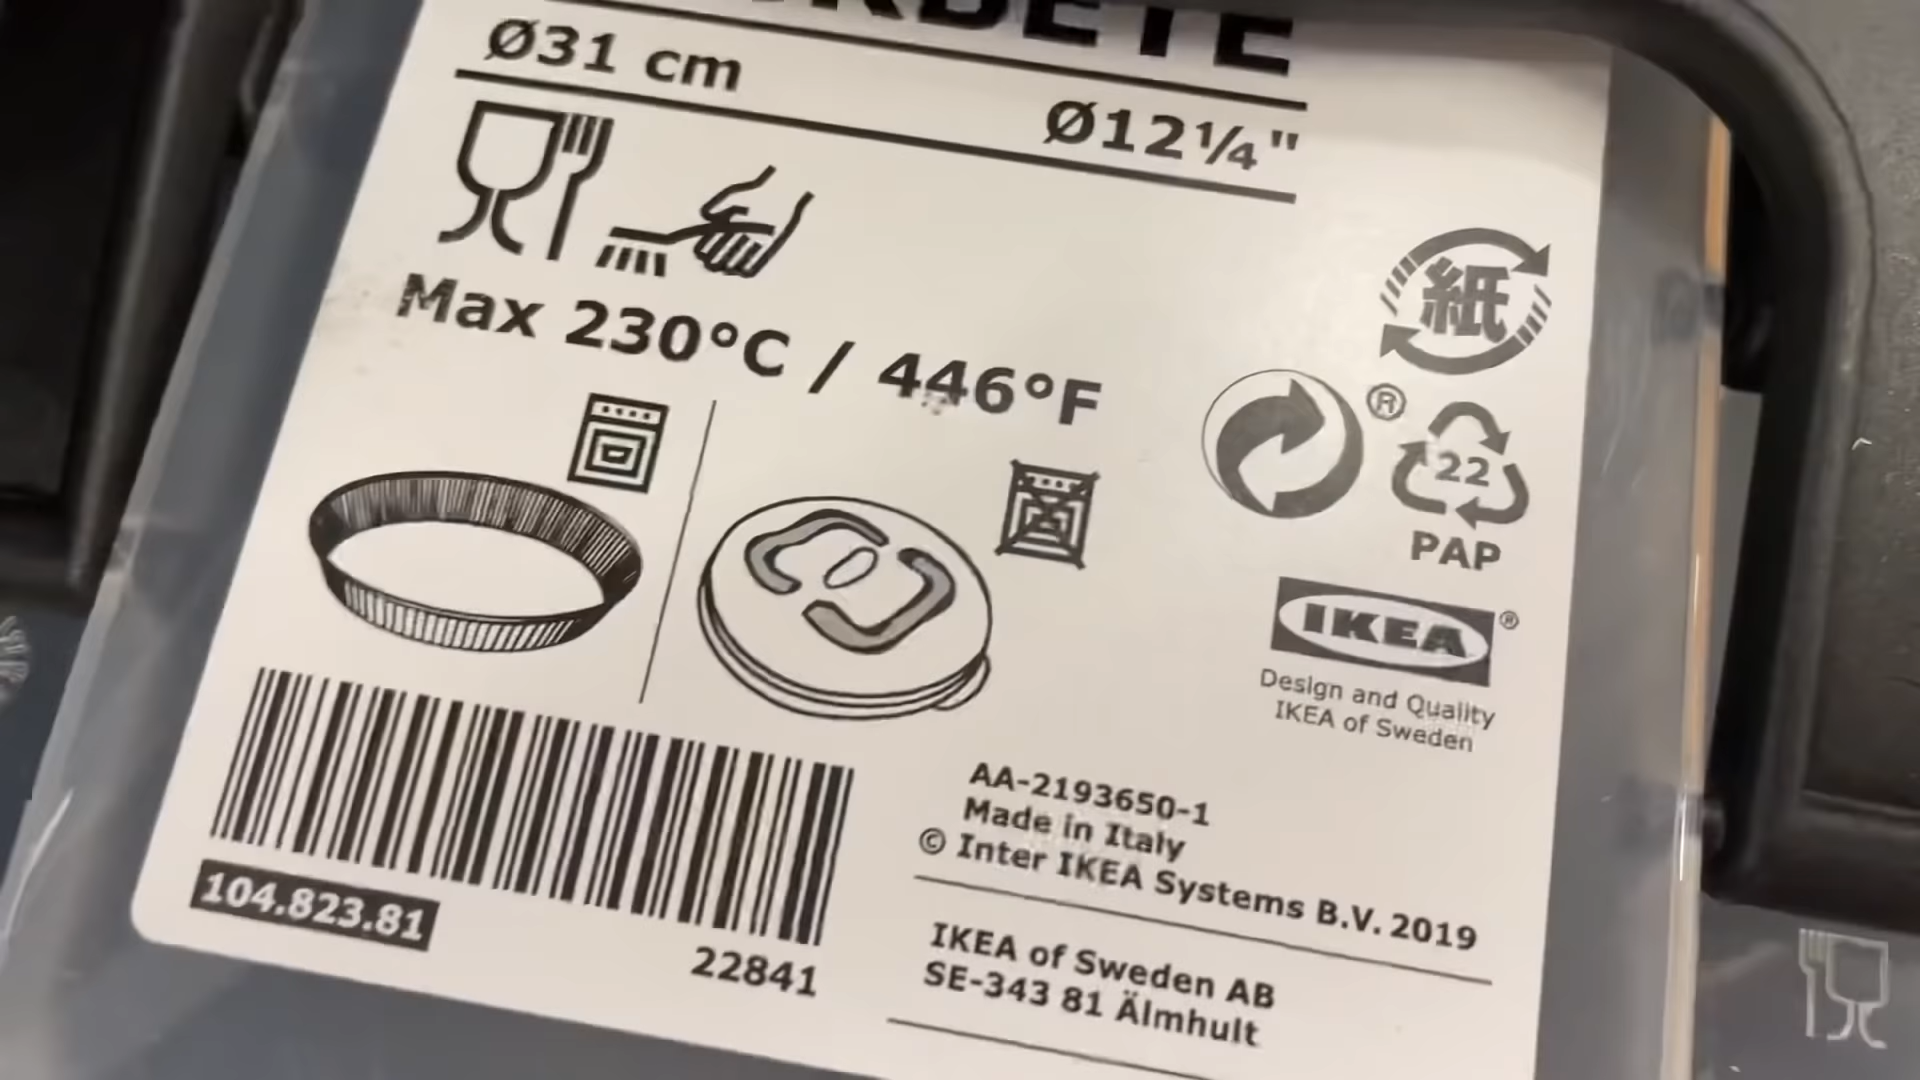 Ø31 cm
Ø12¼"
Max 230°C / 446°F
紙
®
22
PAP
IKEA®
Design and Quality
IKEA of Sweden
AA-2193650-1
Made in Italy
© Inter IKEA Systems B.V. 2019
104.823.81
22841
IKEA of Sweden AB
SE-343 81 Älmhult